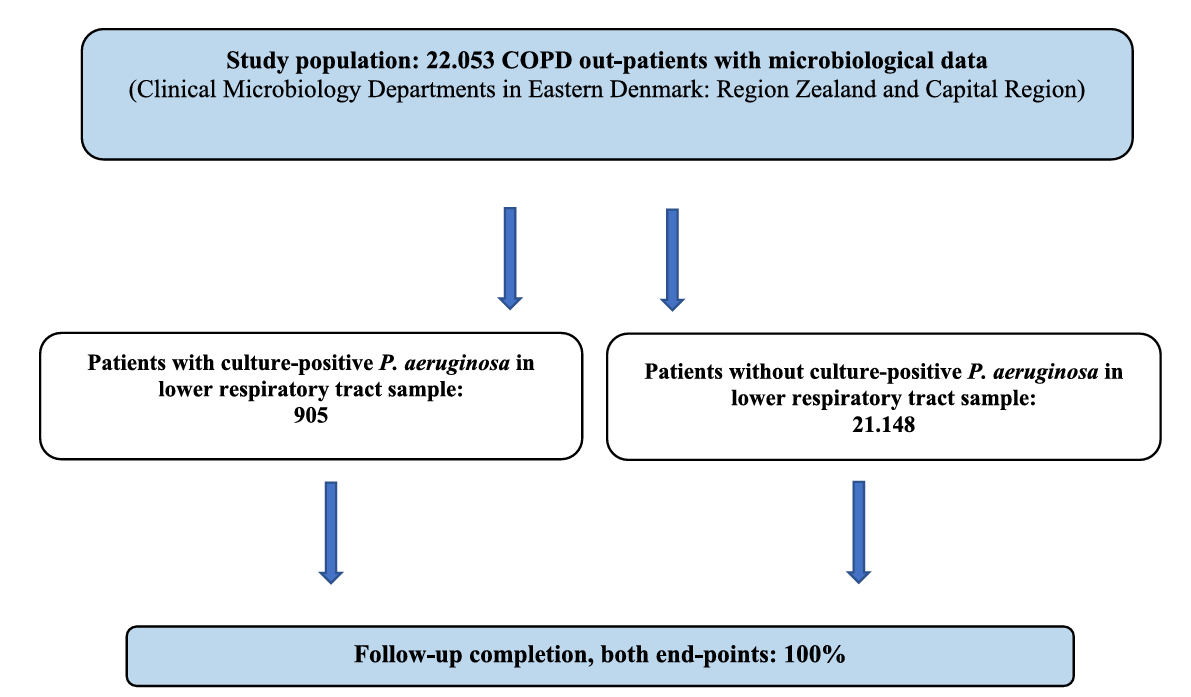 Study population: 22.053 COPD out-patients with microbiological data
(Clinical Microbiology Departments in Eastern Denmark: Region Zealand and Capital Region)
Patients with culture-positive P. aeruginosa in
lower respiratory tract sample:
905
Patients without culture-positive P. aeruginosa in
lower respiratory tract sample:
21.148
Follow-up completion, both end-points: 100%